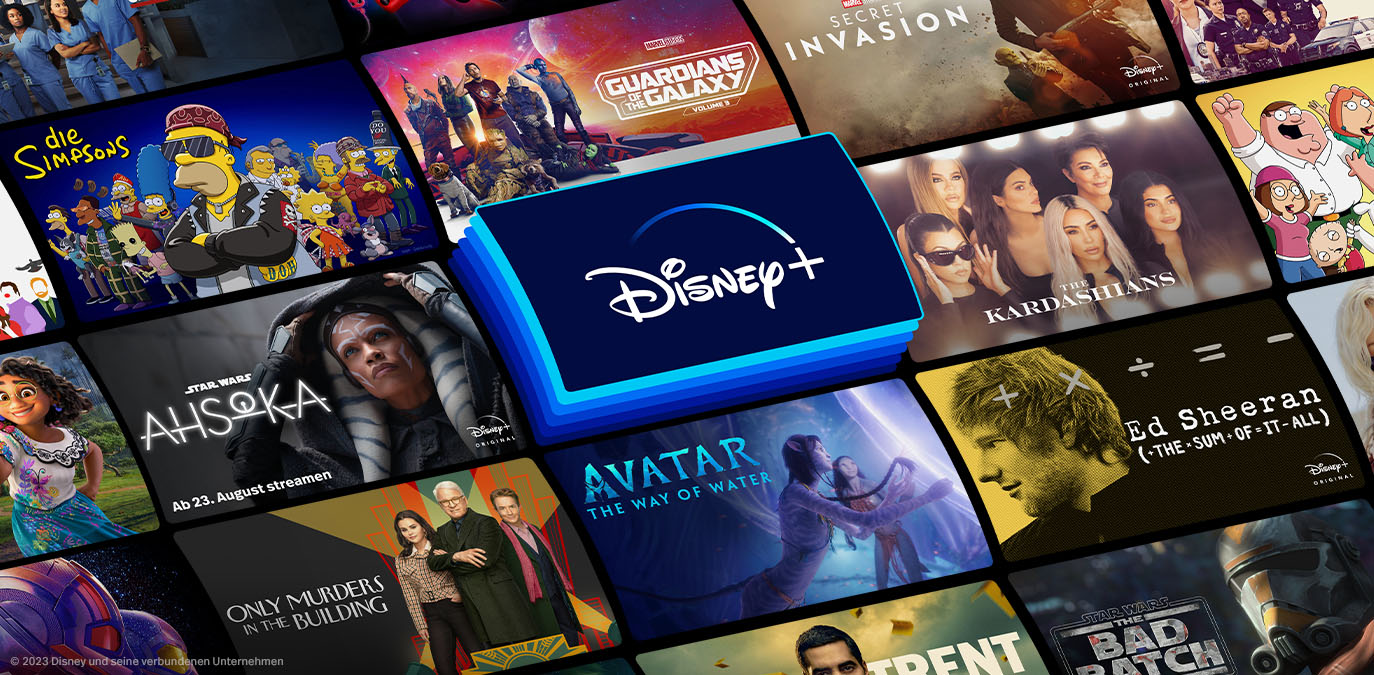 SECRET
INVASION
Disney+
ORIGINAL
MARVEL STUDIOS
GUARDIANS
OF THE GALAXY
VOLUME 3
die
SIMPSONS
DO
YOU
DOH
Disney+
THE
KARDASHIANS
STAR WARS
AHSOKA
Disney+
ORIGINAL
Ab 23. August streamen
AVATAR
THE WAY OF WATER
+ × ÷ = −
Ed Sheeran
(+THE×SUM÷OF=IT-ALL)
Disney+
ORIGINAL
ONLY MURDERS
IN THE BUILDING
TRENT
STAR WARS
THE
BAD
BATCH
© 2023 Disney und seine verbundenen Unternehmen